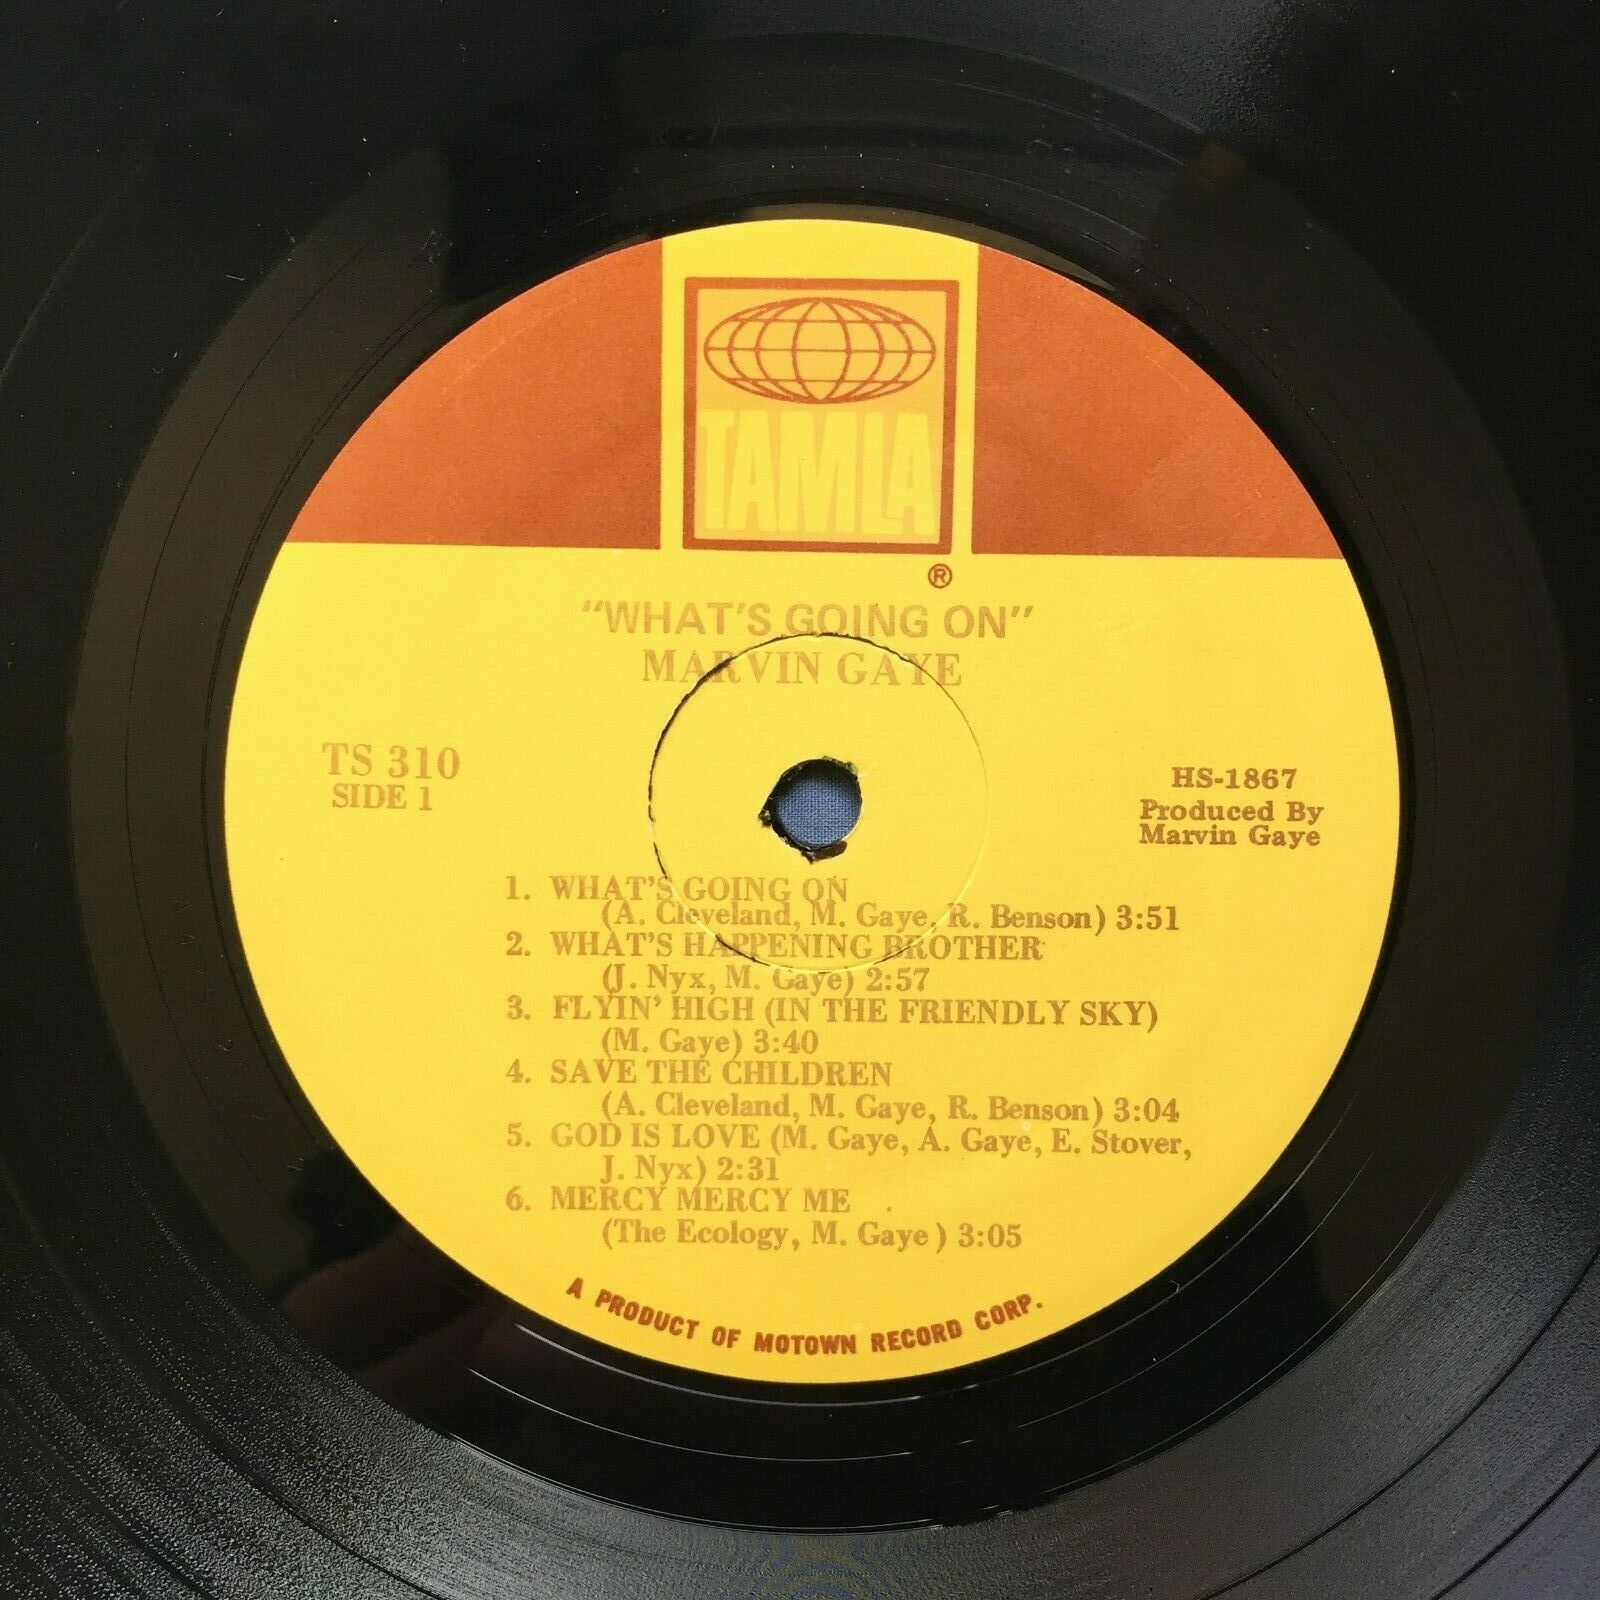 TAMLA
®
"WHAT'S GOING ON"
MARVIN GAYE
TS 310
SIDE 1
HS-1867
Produced By
Marvin Gaye
1. WHAT'S GOING ON
(A. Cleveland, M. Gaye, R. Benson) 3:51
2. WHAT'S HAPPENING BROTHER
(J. Nyx, M. Gaye) 2:57
3. FLYIN' HIGH (IN THE FRIENDLY SKY)
(M. Gaye) 3:40
4. SAVE THE CHILDREN
(A. Cleveland, M. Gaye, R. Benson) 3:04
5. GOD IS LOVE (M. Gaye, A. Gaye, E. Stover,
J. Nyx) 2:31
6. MERCY MERCY ME
(The Ecology, M. Gaye) 3:05
A PRODUCT OF MOTOWN RECORD CORP.